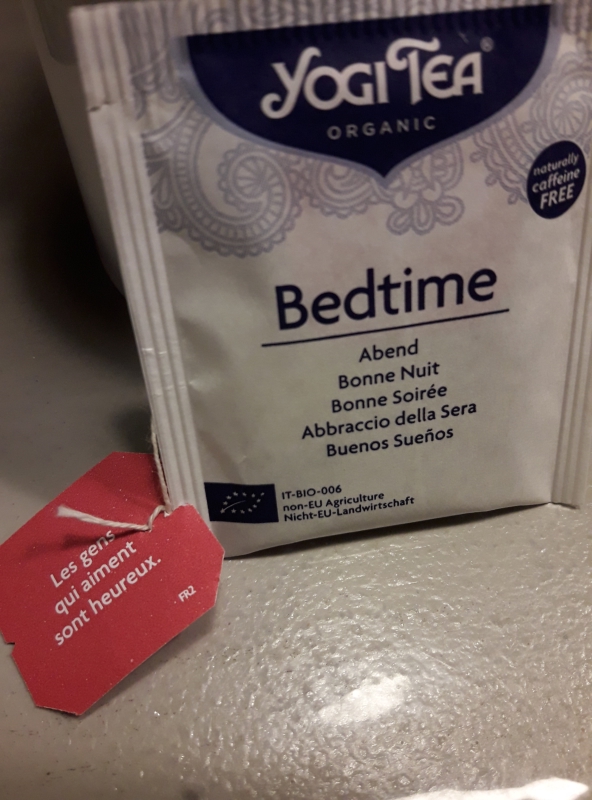 YOGI TEA®
ORGANIC
naturally
caffeine
FREE
Bedtime
Abend
Bonne Nuit
Bonne Soirée
Abbraccio della Sera
Buenos Sueños
IT-BIO-006
non-EU Agriculture
Nicht-EU-Landwirtschaft
Les gens
qui aiment
sont heureux.
FR2